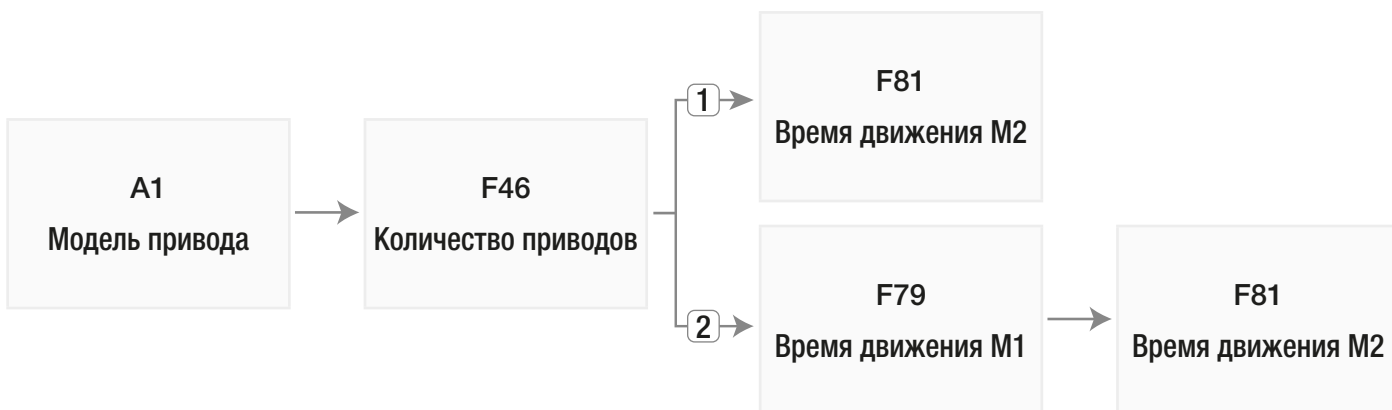 A1
Модель привода
F46
Количество приводов
1
F81
Время движения M2
2
F79
Время движения M1
F81
Время движения M2